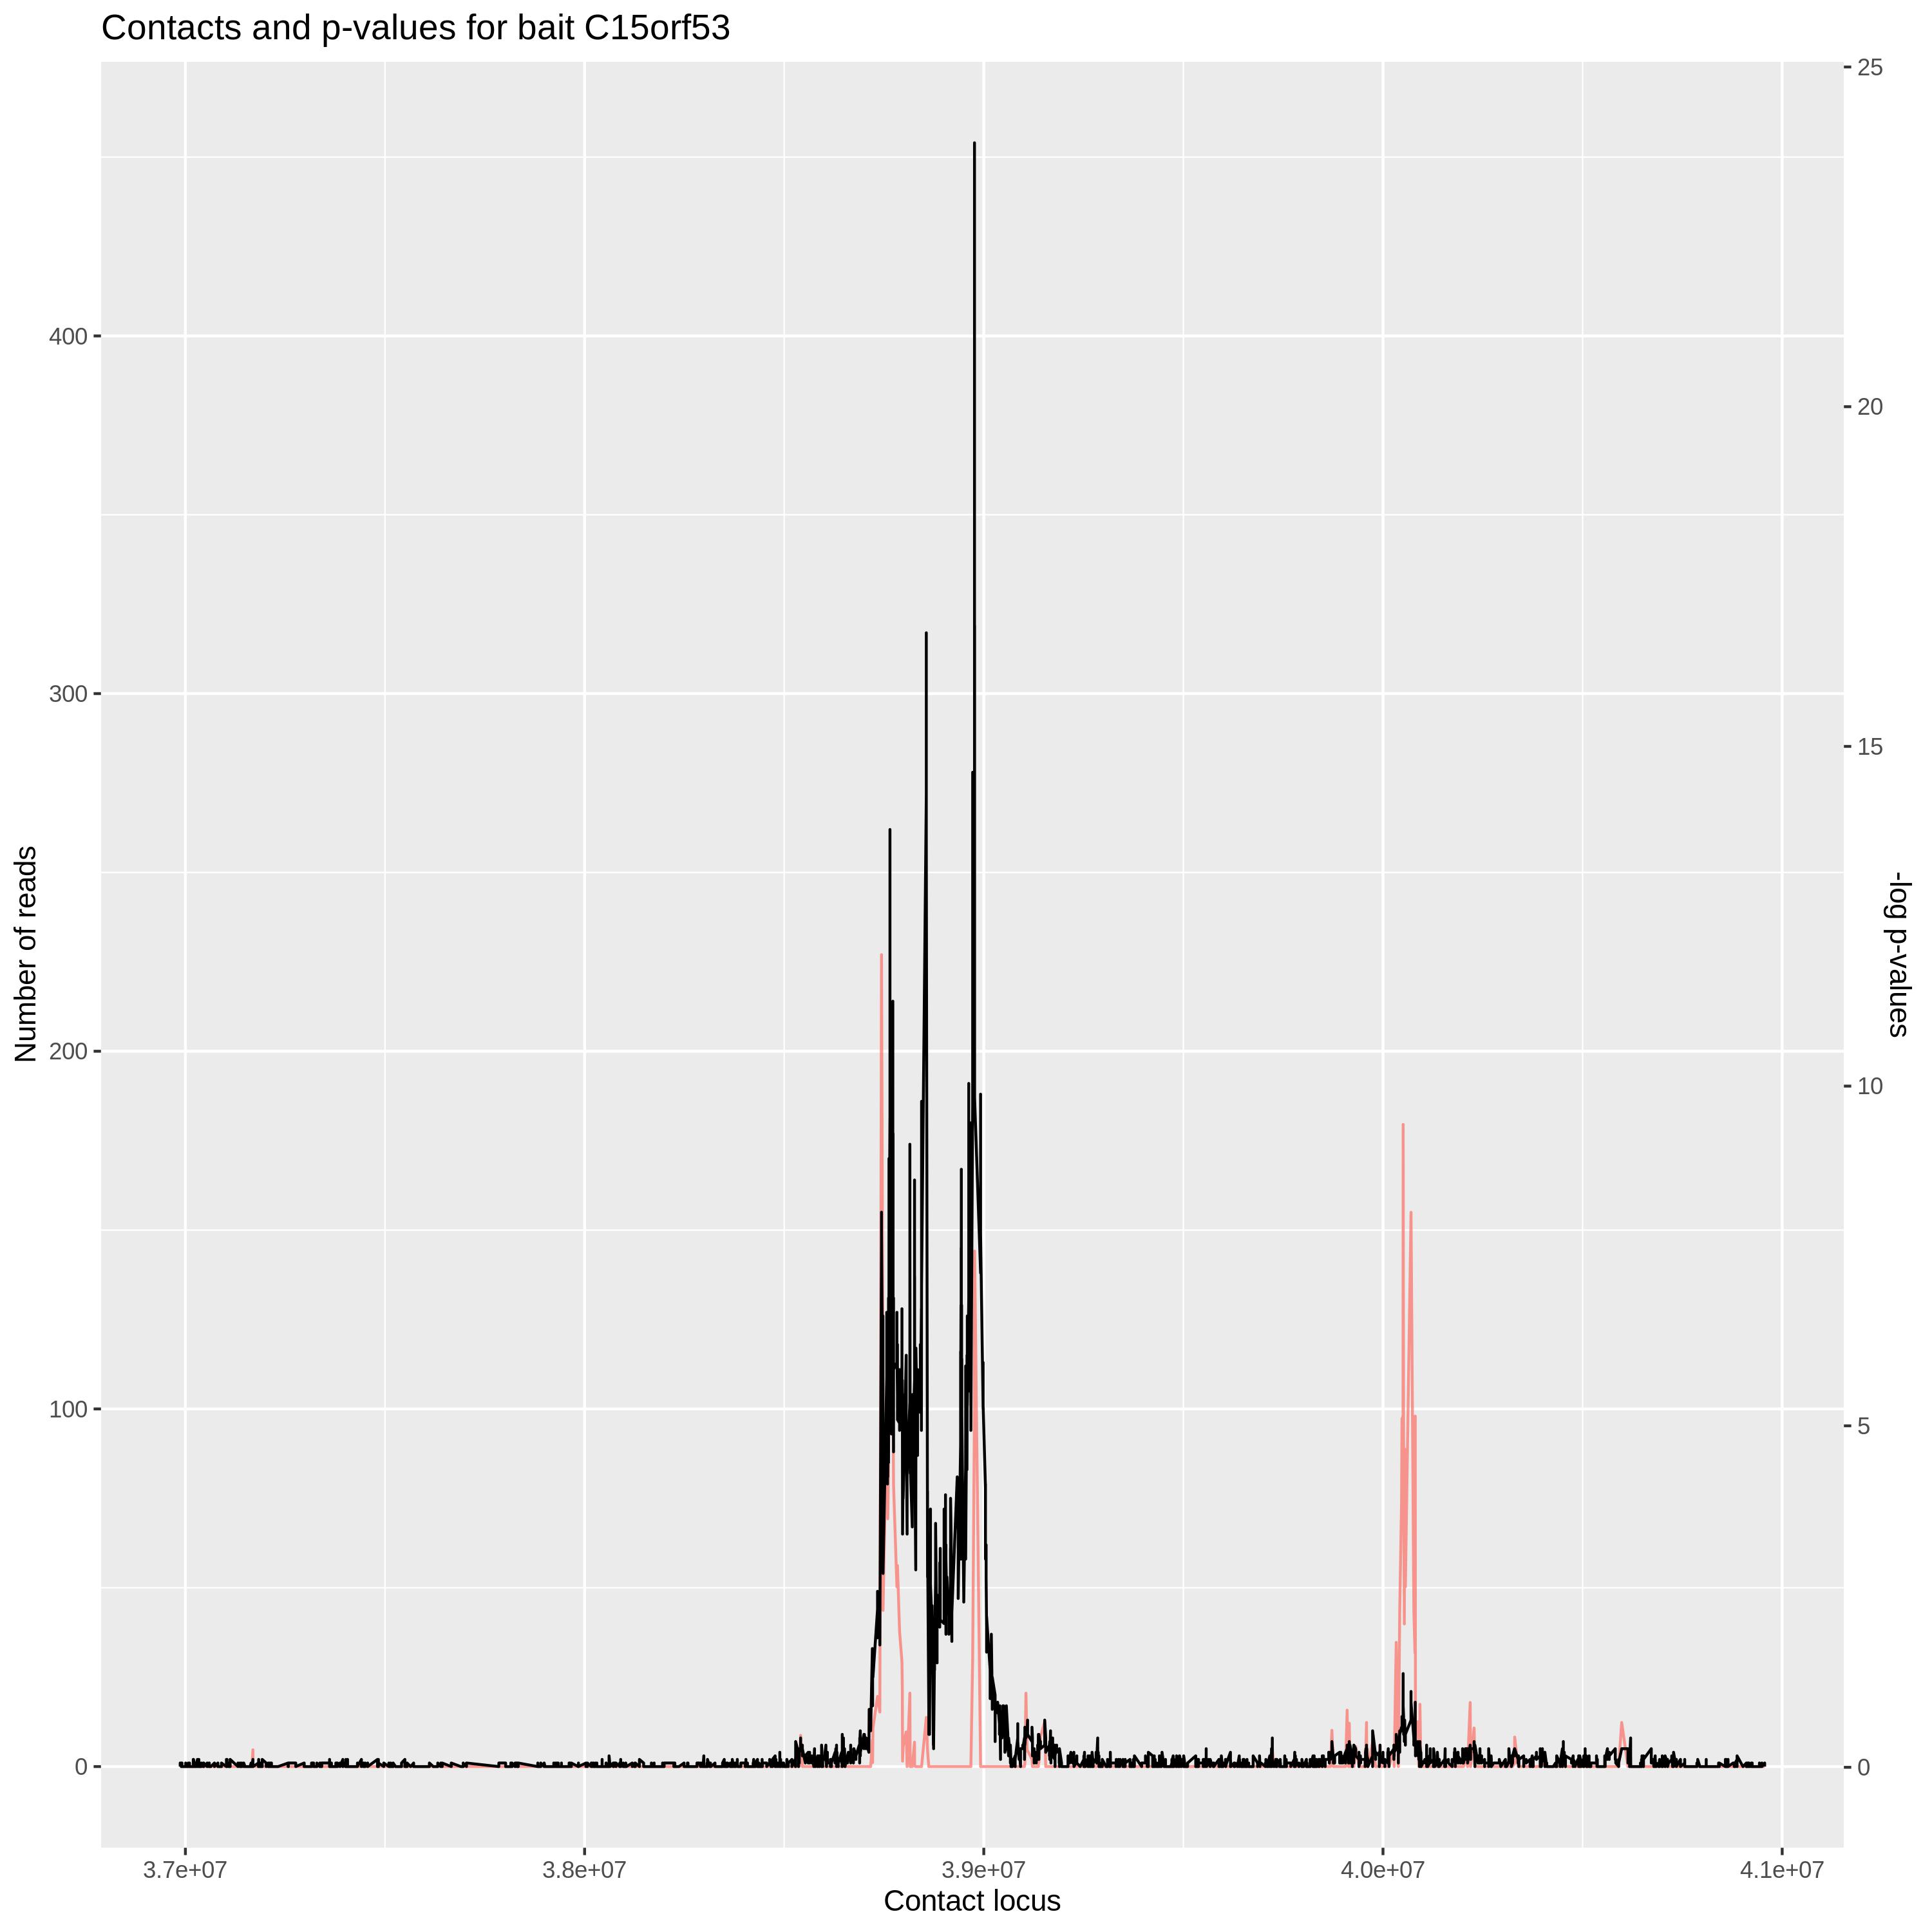 Contacts and p-values for bait C15orf53
Number of reads
400
300
200
100
0
25
20
15
10
5
0
-log p-values
3.7e+07
3.8e+07
3.9e+07
4.0e+07
4.1e+07
Contact locus